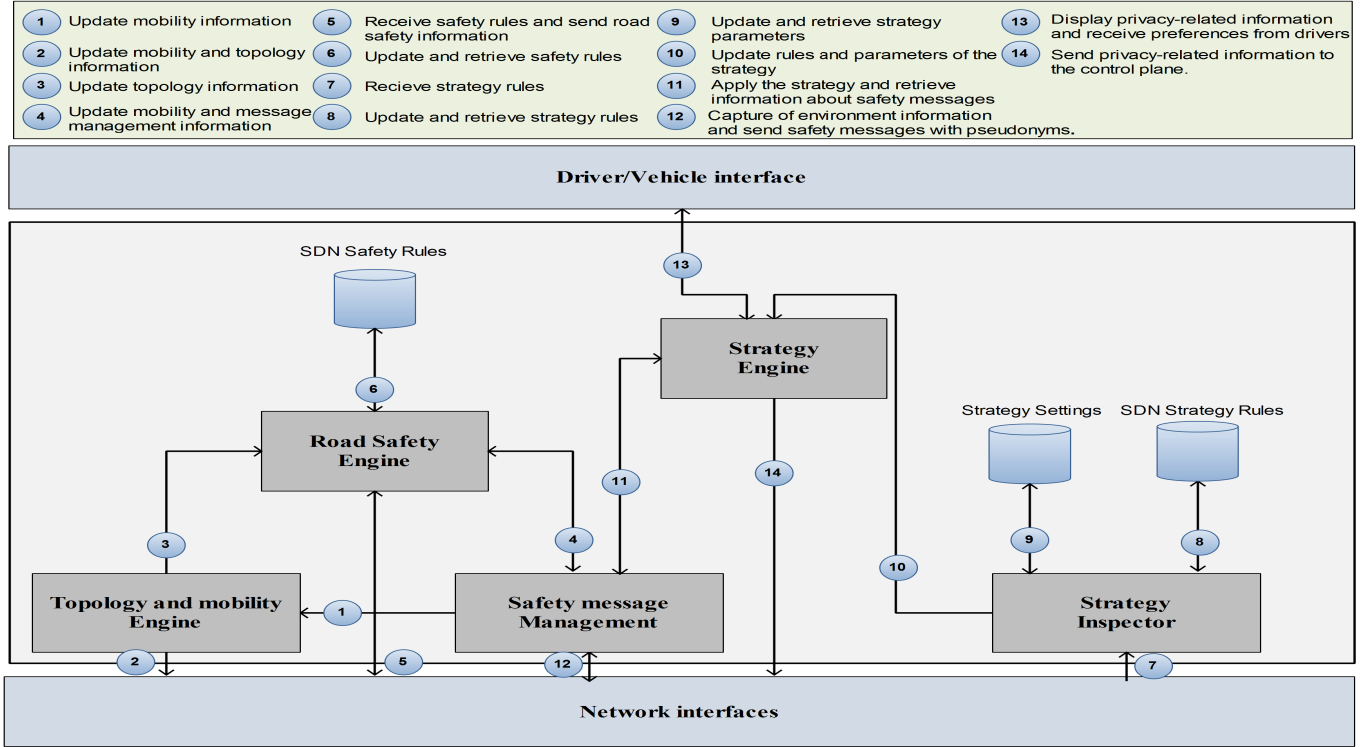 1 Update mobility information
2 Update mobility and topology
information
3 Update topology information
4 Update mobility and message
management information
5 Receive safety rules and send road
safety information
6 Update and retrieve safety rules
7 Recieve strategy rules
8 Update and retrieve strategy rules
9 Update and retrieve strategy
parameters
10 Update rules and parameters of the
strategy
11 Apply the strategy and retrieve
information about safety messages
12 Capture of environment information
and send safety messages with pseudonyms.
13 Display privacy-related information
and receive preferences from drivers
14 Send privacy-related information to
the control plane.
Driver/Vehicle interface
SDN Safety Rules
13
Strategy
Engine
6
Strategy Settings
SDN Strategy Rules
Road Safety
Engine
11
14
3
4
9
8
10
Topology and mobility
Engine
1
Safety message
Management
Strategy
Inspector
2
5
12
7
Network interfaces